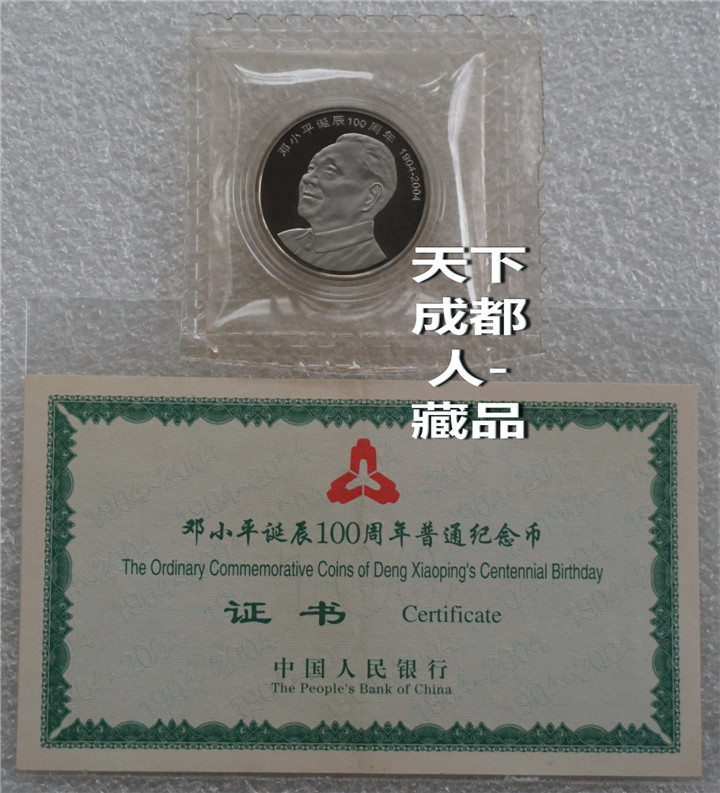 邓小平诞辰100周年 1904-2004
天下
成都
人-
藏品
邓小平诞辰100周年普通纪念币
The Ordinary Commemorative Coins of Deng Xiaoping's Centennial Birthday
证书 Certificate
中国人民银行
The People's Bank of China